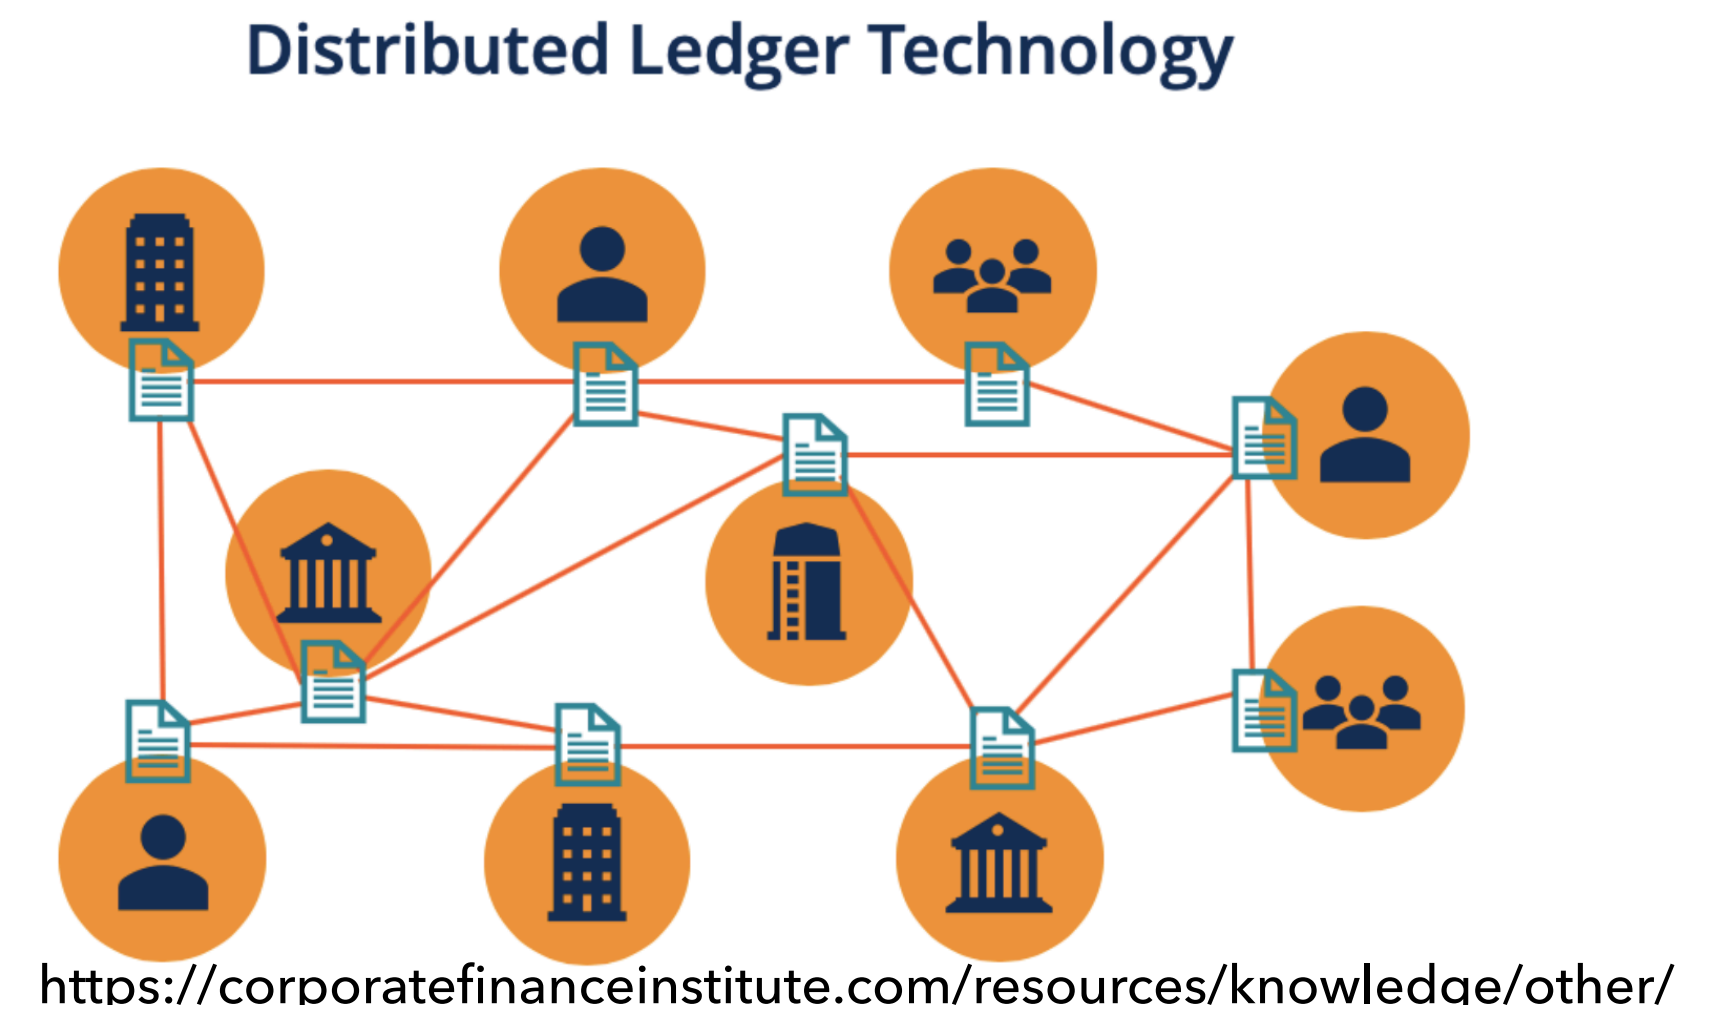 Distributed Ledger Technology
https://corporatefinanceinstitute.com/resources/knowledge/other/